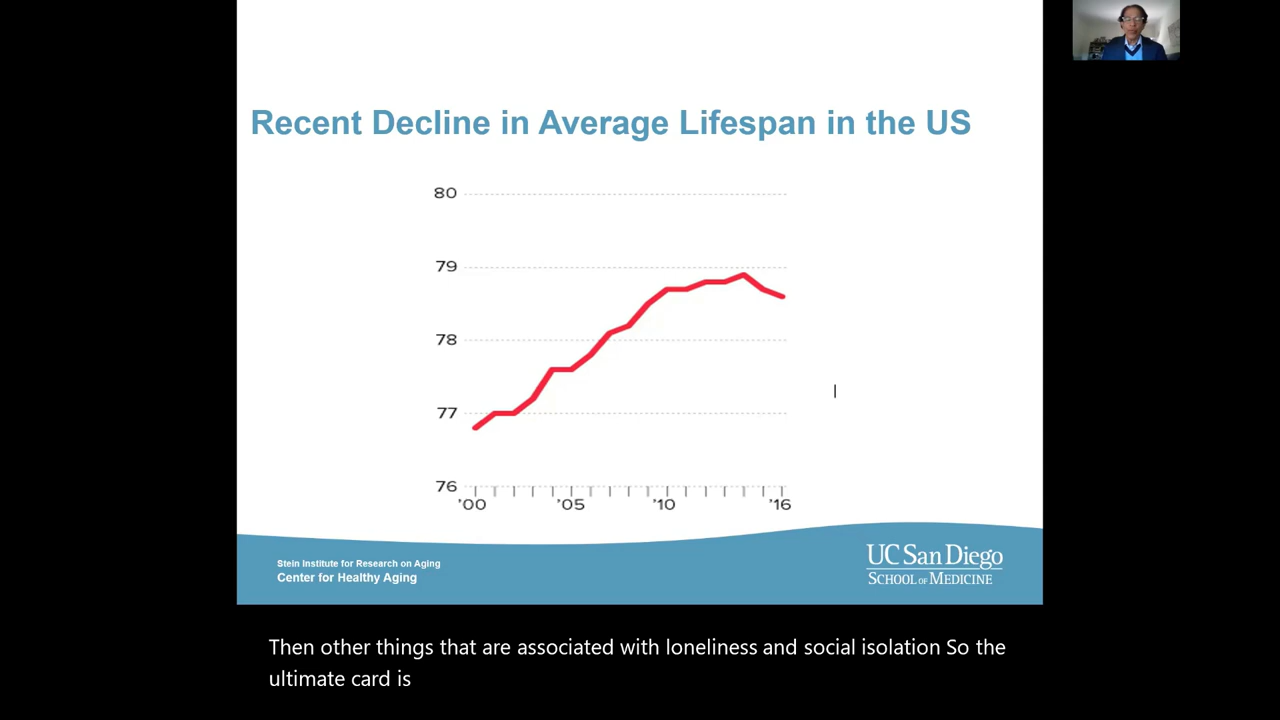 Recent Decline in Average Lifespan in the US
80
79
78
77
76
'00 '05 '10 '16
Stein Institute for Research on Aging
Center for Healthy Aging
UC San Diego
SCHOOL OF MEDICINE
Then other things that are associated with loneliness and social isolation So the
ultimate card is